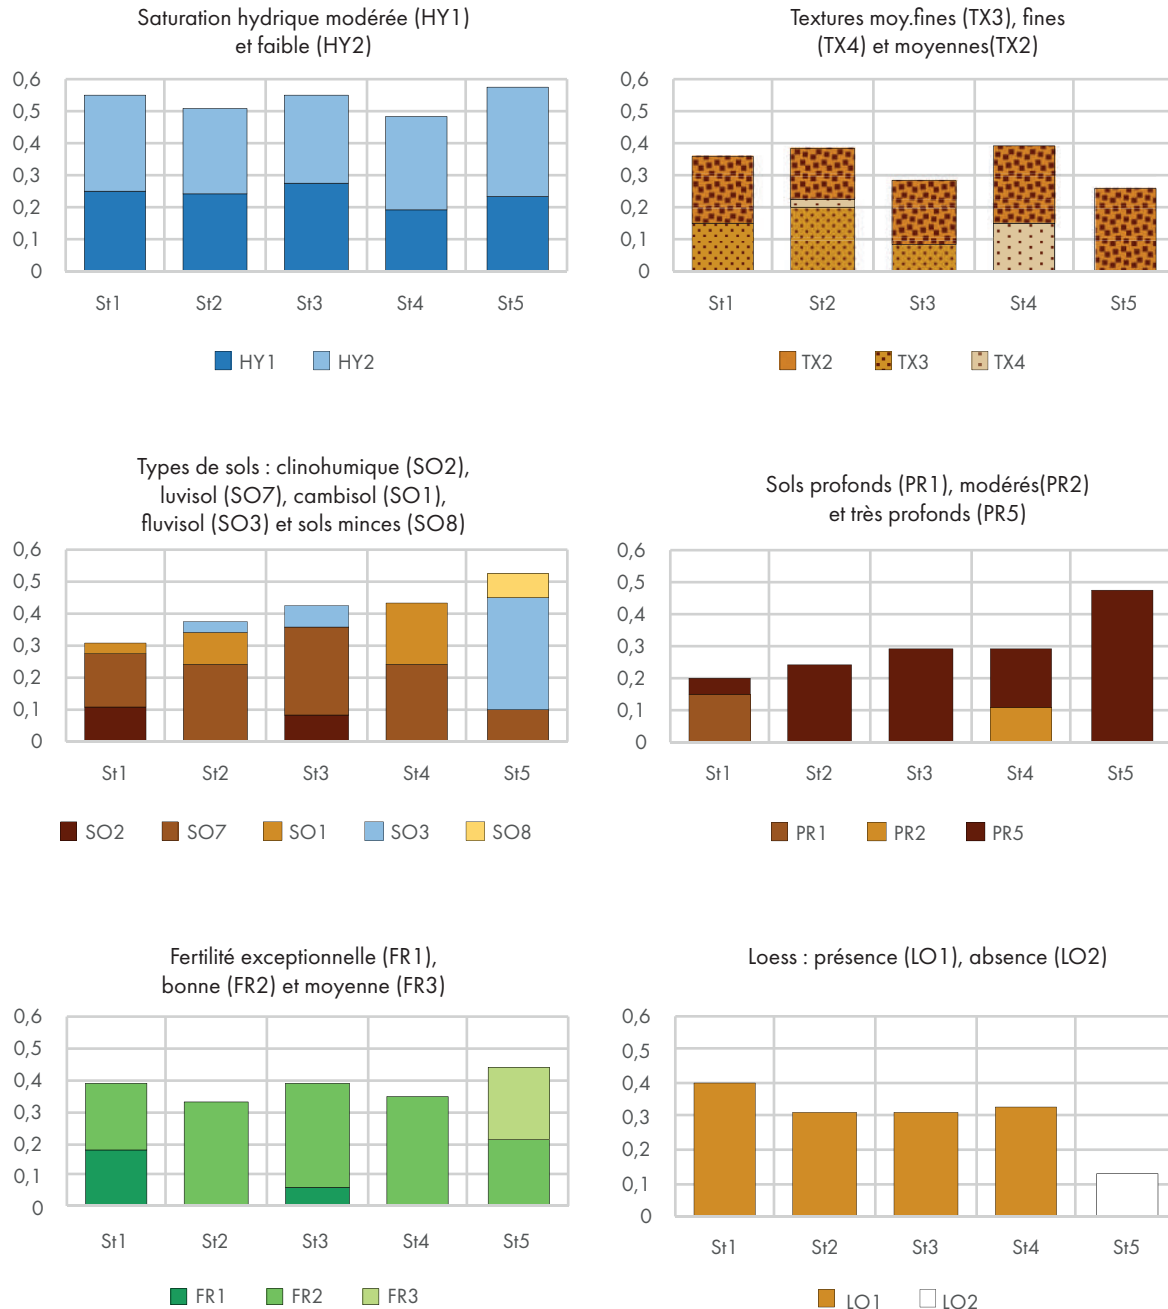 Saturation hydrique modérée (HY1)
et faible (HY2)
0,6
0,5
0,4
0,3
0,2
0,1
0
St1 St2 St3 St4 St5
HY1 HY2
Textures moy.fines (TX3), fines
(TX4) et moyennes(TX2)
0,6
0,5
0,4
0,3
0,2
0,1
0
St1 St2 St3 St4 St5
TX2 TX3 TX4
Types de sols : clinohumique (SO2),
luvisol (SO7), cambisol (SO1),
fluvisol (SO3) et sols minces (SO8)
0,6
0,5
0,4
0,3
0,2
0,1
0
St1 St2 St3 St4 St5
SO2 SO7 SO1 SO3 SO8
Sols profonds (PR1), modérés(PR2)
et très profonds (PR5)
0,6
0,5
0,4
0,3
0,2
0,1
0
St1 St2 St3 St4 St5
PR1 PR2 PR5
Fertilité exceptionnelle (FR1),
bonne (FR2) et moyenne (FR3)
0,6
0,5
0,4
0,3
0,2
0,1
0
St1 St2 St3 St4 St5
FR1 FR2 FR3
Loess : présence (LO1), absence (LO2)
0,6
0,5
0,4
0,3
0,2
0,1
0
St1 St2 St3 St4 St5
LO1 LO2